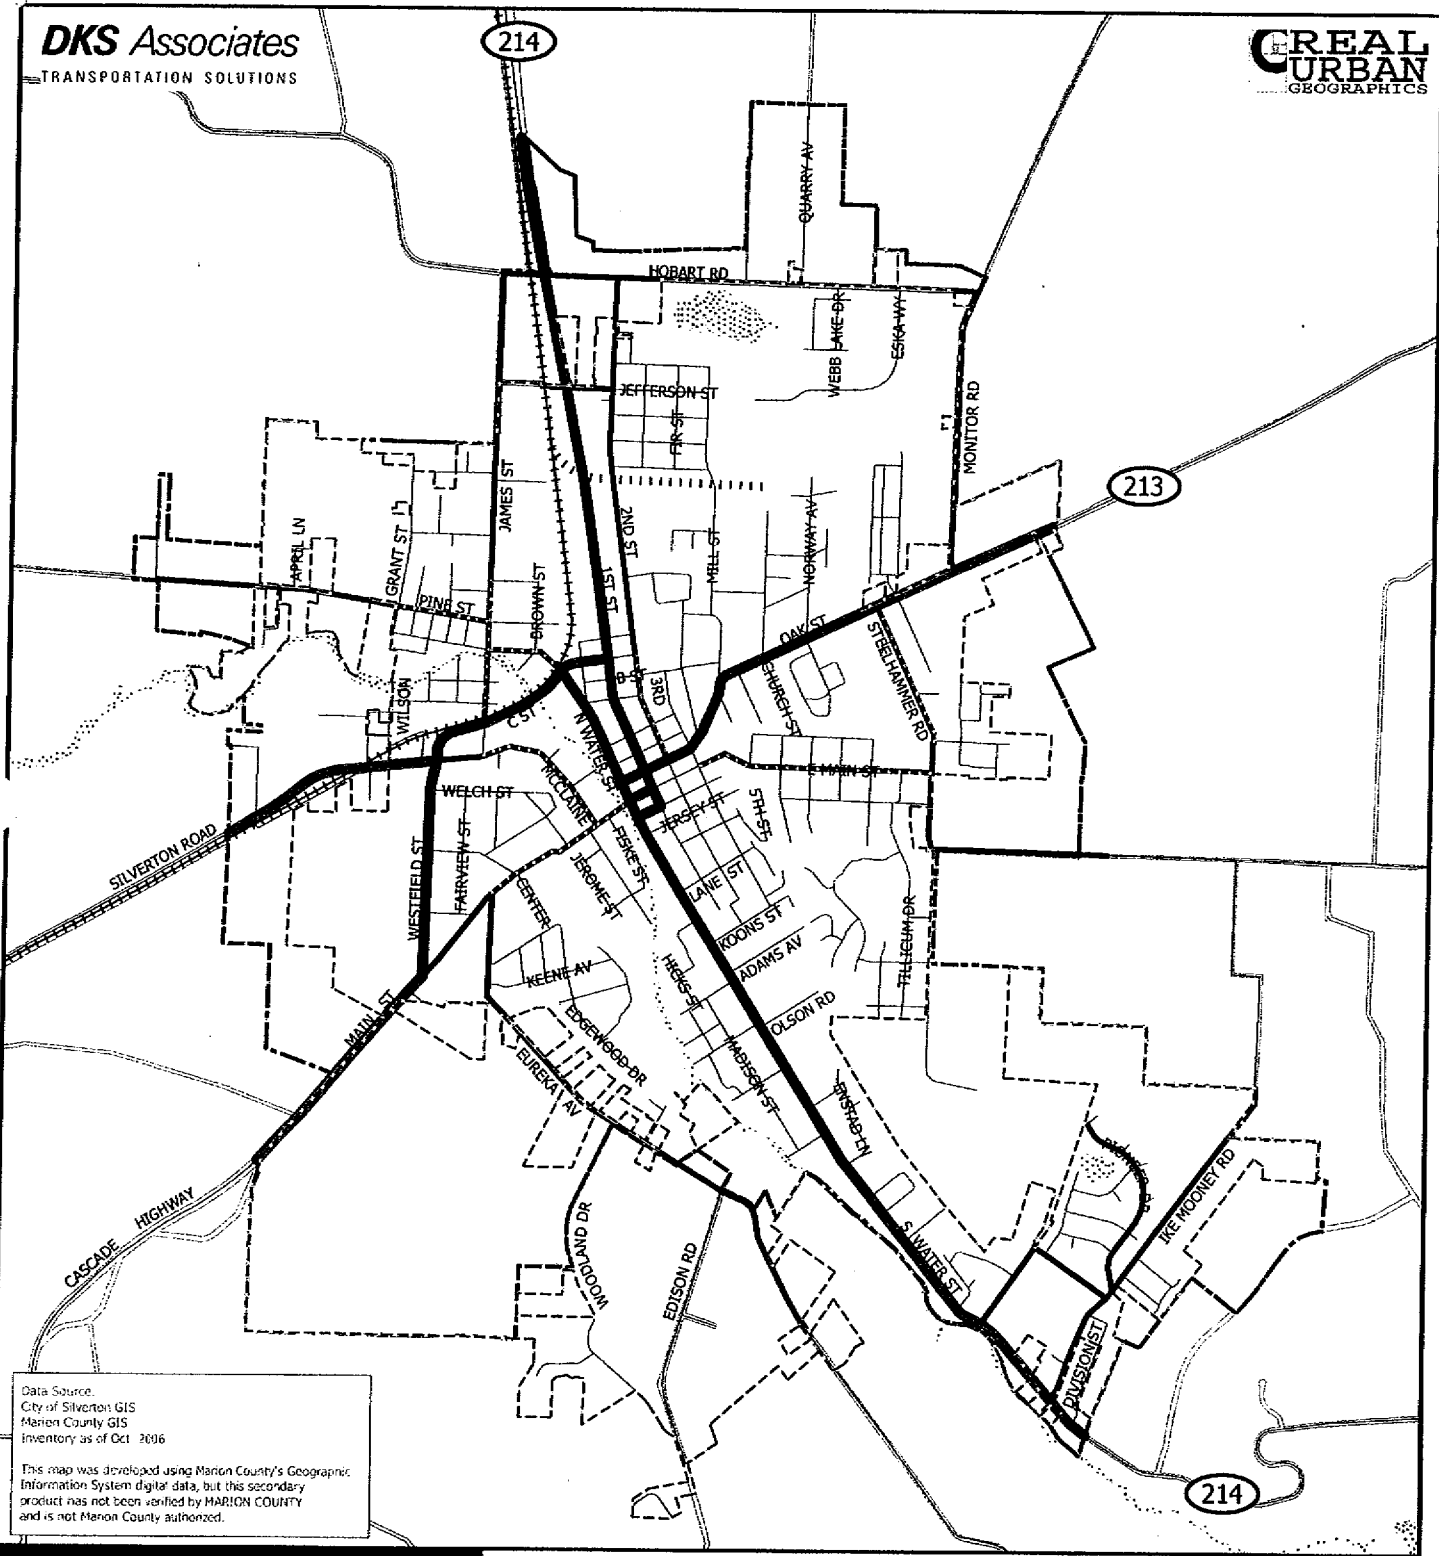 DKS Associates
TRANSPORTATION SOLUTIONS
214
REAL
URBAN
GEOGRAPHICS
QUARRY AV
HOBART RD
WEBB LAKE DR
ESKA WY
JEFFERSON ST
FIR ST
MONITOR RD
213
JAMES ST
2ND ST
APRIL LN
GRANT ST
MILL ST
NORWAY AV
PINE ST
BROWN ST
1ST ST
OAK ST
STEELHAMMER RD
B ST
3RD
CHURCH ST
WILSON
C ST
N WATER ST
E MAIN ST
MCCLAINE
WELCH ST
JERSEY ST
5TH ST
SILVERTON ROAD
FISKE ST
WESTFIELD ST
FAIRVIEW ST
JEROME ST
LANE ST
CENTER
KOONS ST
TILLICUM DR
ADAMS AV
KEENE AV
HICKS ST
OLSON RD
MAIN ST
EDGEWOOD DR
EUREKA AV
MADISON ST
ENSTAD LN
PIONEER DR
IKE MOONEY RD
CASCADE HIGHWAY
WOODLAND DR
EDISON RD
S WATER ST
DIVISION ST
214
Data Source:
City of Silverton GIS
Marion County GIS
Inventory as of Oct 2006
This map was developed using Marion County's Geographic
Information System digital data, but this secondary
product has not been verified by MARION COUNTY
and is not Marion County authorized.